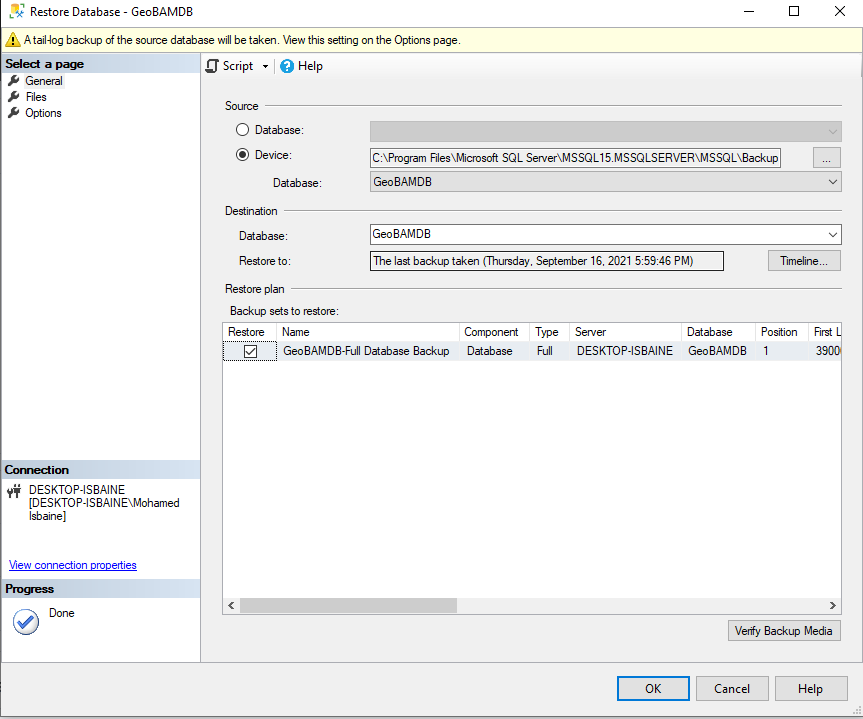 Restore Database - GeoBAMDB
A tail-log backup of the source database will be taken. View this setting on the Options page.
Select a page
General
Files
Options
Script
Help
Source
Database:
Device:
C:\Program Files\Microsoft SQL Server\MSSQL15.MSSQLSERVER\MSSQL\Backup
...
Database:
GeoBAMDB
Destination
Database:
GeoBAMDB
Restore to:
The last backup taken (Thursday, September 16, 2021 5:59:46 PM)
Timeline...
Restore plan
Backup sets to restore:
Restore Name Component Type Server Database Position First L
GeoBAMDB-Full Database Backup Database Full DESKTOP-ISBAINE GeoBAMDB 1 3900
Connection
DESKTOP-ISBAINE
[DESKTOP-ISBAINE\Mohamed
Isbaine]
View connection properties
Progress
Done
Verify Backup Media
OK
Cancel
Help